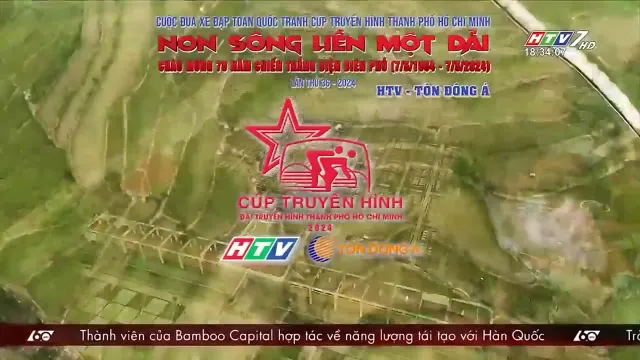 CUỘC ĐUA XE ĐẠP TOÀN QUỐC TRANH CÚP TRUYỀN HÌNH THÀNH PHỐ HỒ CHÍ MINH
NON SÔNG LIỀN MỘT DẢI
CHÀO MỪNG 70 NĂM CHIẾN THẮNG ĐIỆN BIÊN PHỦ (7/5/1954 - 7/5/2024)
LẦN THỨ 36 - 2024
HTV - TÔN ĐÔNG Á
HTV7 HD
18:34:07
CÚP TRUYỀN HÌNH
ĐÀI TRUYỀN HÌNH THÀNH PHỐ HỒ CHÍ MINH
2024
HTV
TÔN ĐÔNG Á
Thành viên của Bamboo Capital hợp tác về năng lượng tái tạo với Hàn Quốc